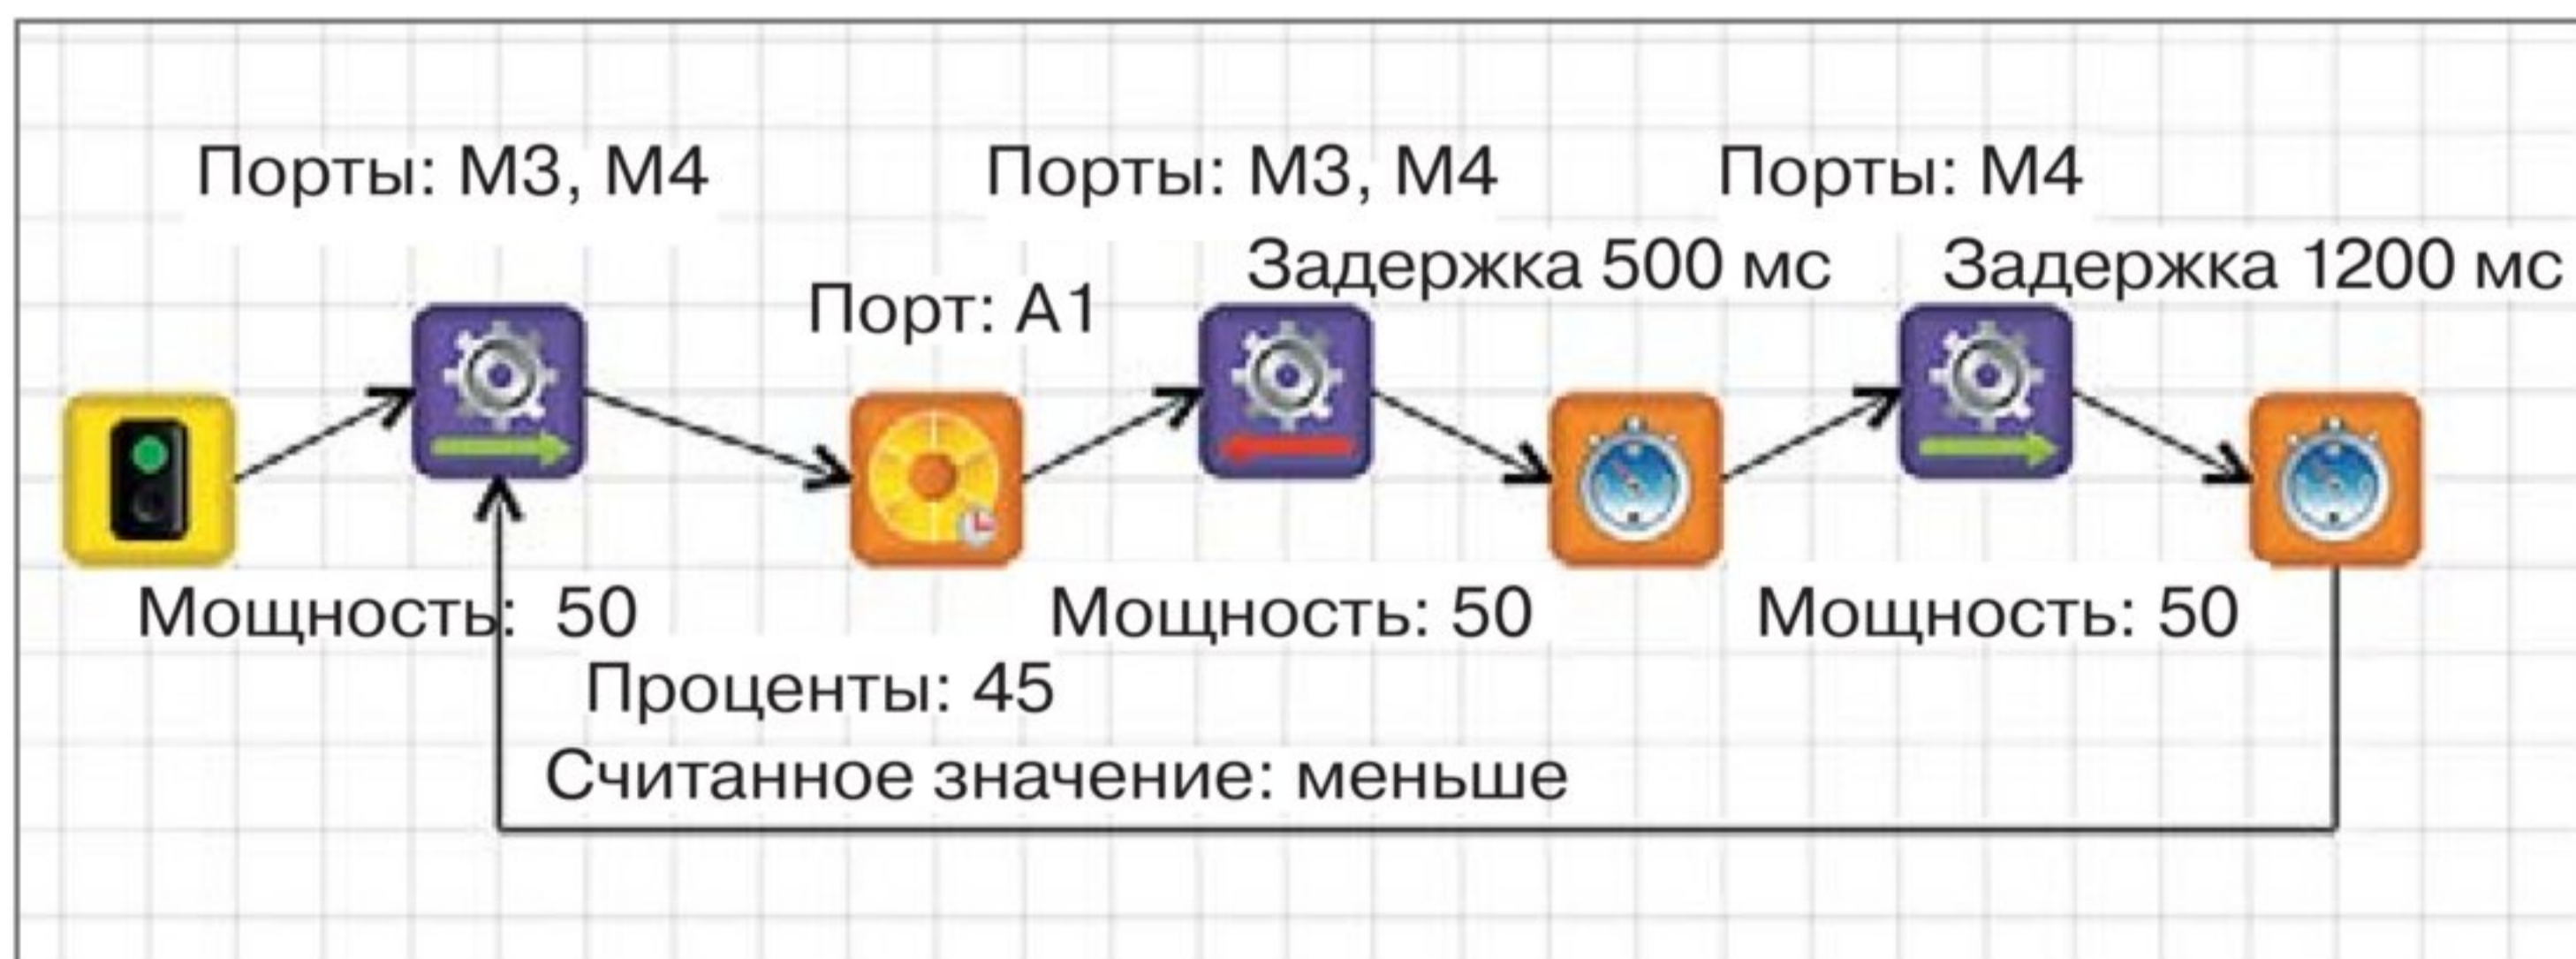 Порты: М3, М4
Порты: М3, М4
Порты: М4
Задержка 500 мс
Задержка 1200 мс
Порт: А1
Мощность: 50
Мощность: 50
Мощность: 50
Проценты: 45
Считанное значение: меньше